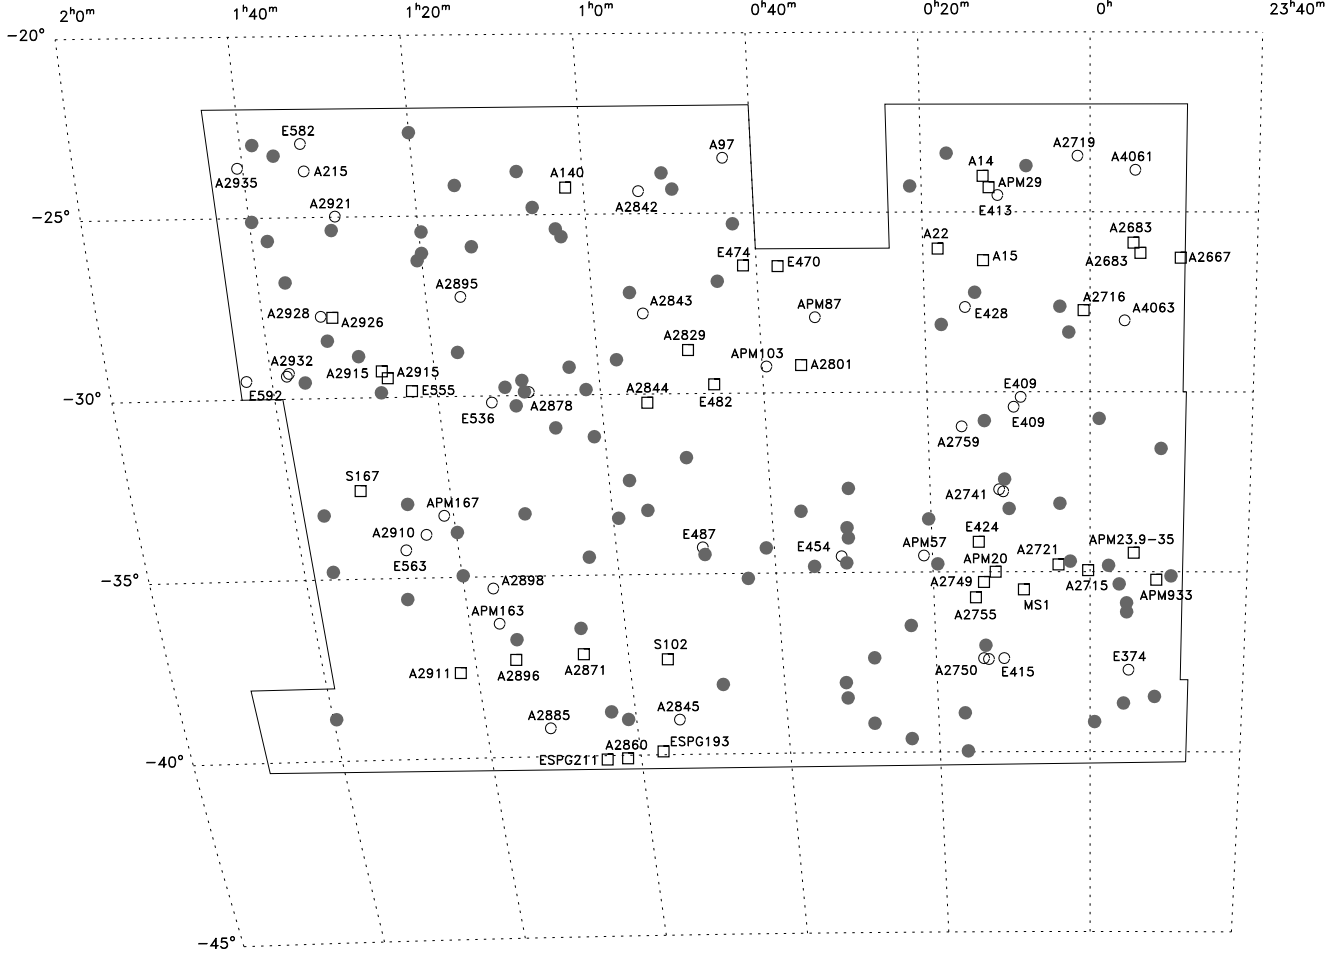 2ʰ0ᵐ
1ʰ40ᵐ
1ʰ20ᵐ
1ʰ0ᵐ
0ʰ40ᵐ
0ʰ20ᵐ
0ʰ
23ʰ40ᵐ
−20°
E582
A2935
A215
A140
A2842
A97
A14
APM29
E413
A2719
A4061
−25°
A2921
E474
E470
A22
A15
A2683
A2683
A2667
A2895
A2928
A2926
A2843
A2829
APM87
E428
A2716
A4063
A2932
A2915
A2915
E592
E555
APM103
A2801
−30°
E536
A2878
A2844
E482
E409
E409
A2759
S167
APM167
A2910
E563
A2741
E487
E454
APM57
E424
APM20
A2721
APM23.9−35
−35°
A2898
A2749
A2755
MS1
A2715
APM933
APM163
A2911
A2896
A2871
S102
A2750
E415
E374
A2885
A2845
−40°
ESPG211
A2860
ESPG193
−45°